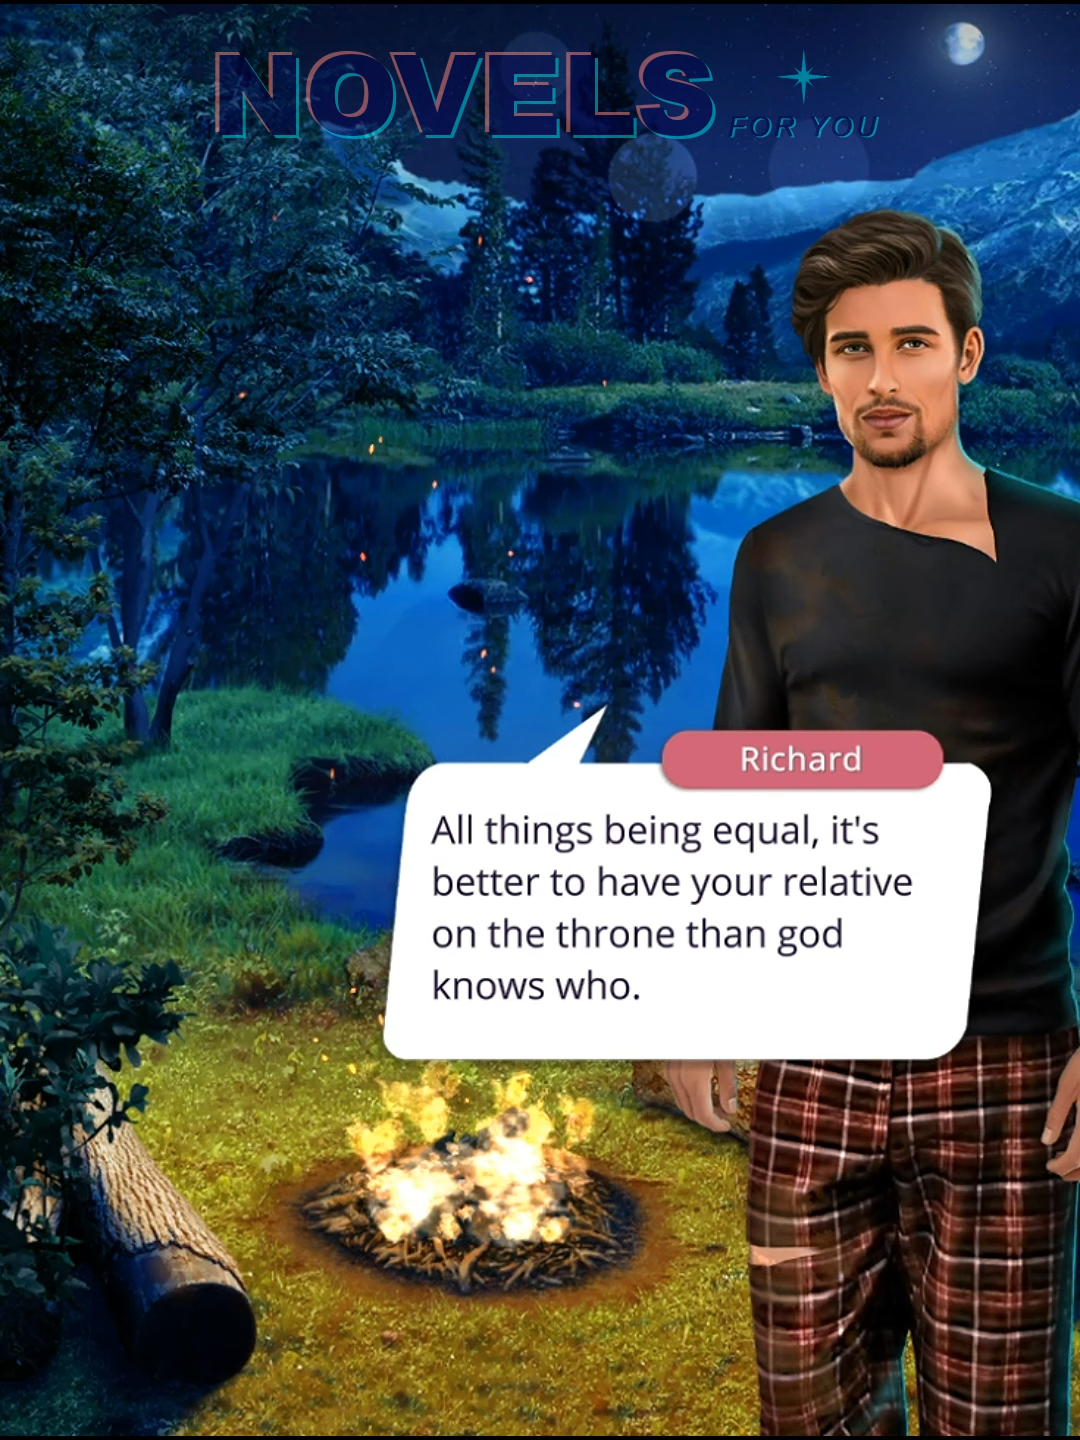 NOVELS FOR YOU
Richard
All things being equal, it's
better to have your relative
on the throne than god
knows who.